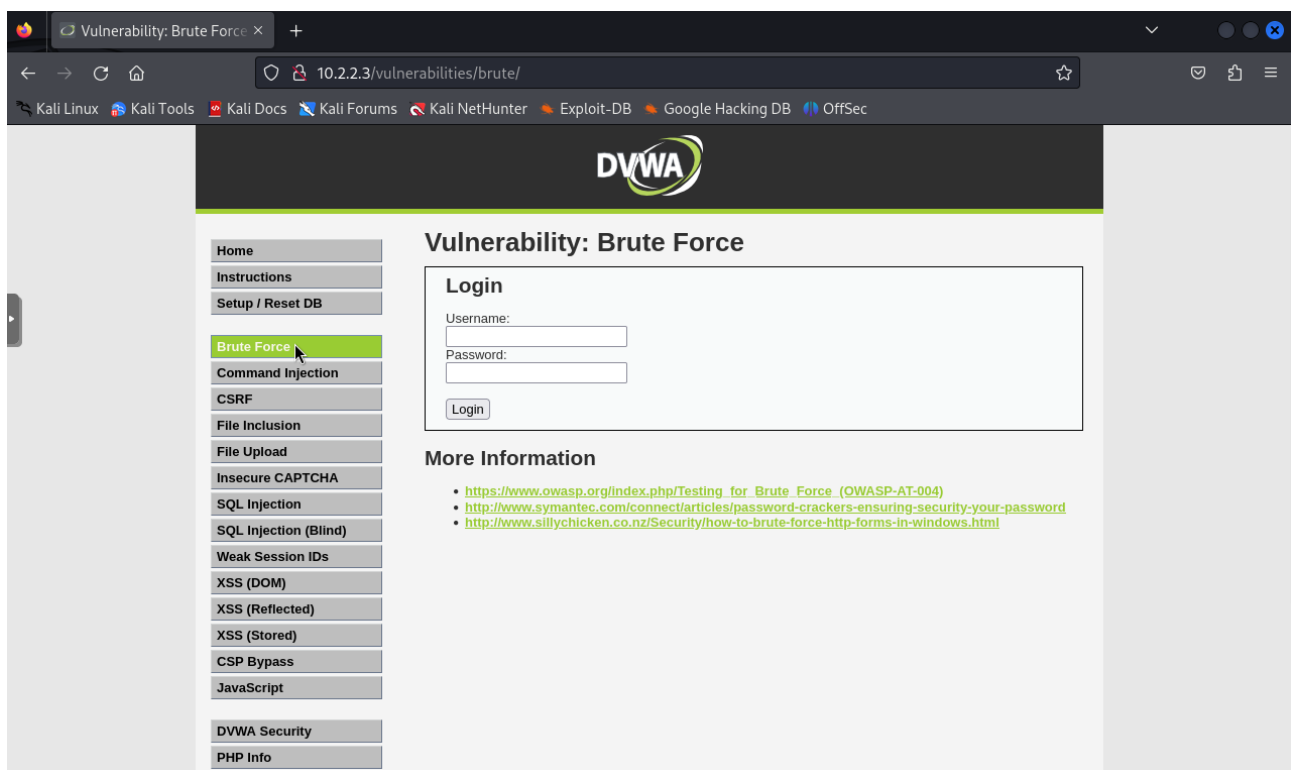 Vulnerability: Brute Force
10.2.2.3/vulnerabilities/brute/
Kali Linux Kali Tools Kali Docs Kali Forums Kali NetHunter Exploit-DB Google Hacking DB OffSec
DVWA
Home
Instructions
Setup / Reset DB
Brute Force
Command Injection
CSRF
File Inclusion
File Upload
Insecure CAPTCHA
SQL Injection
SQL Injection (Blind)
Weak Session IDs
XSS (DOM)
XSS (Reflected)
XSS (Stored)
CSP Bypass
JavaScript
DVWA Security
PHP Info
Vulnerability: Brute Force
Login
Username:
Password:
Login
More Information
https://www.owasp.org/index.php/Testing_for_Brute_Force_(OWASP-AT-004)
http://www.symantec.com/connect/articles/password-crackers-ensuring-security-your-password
http://www.sillychicken.co.nz/Security/how-to-brute-force-http-forms-in-windows.html